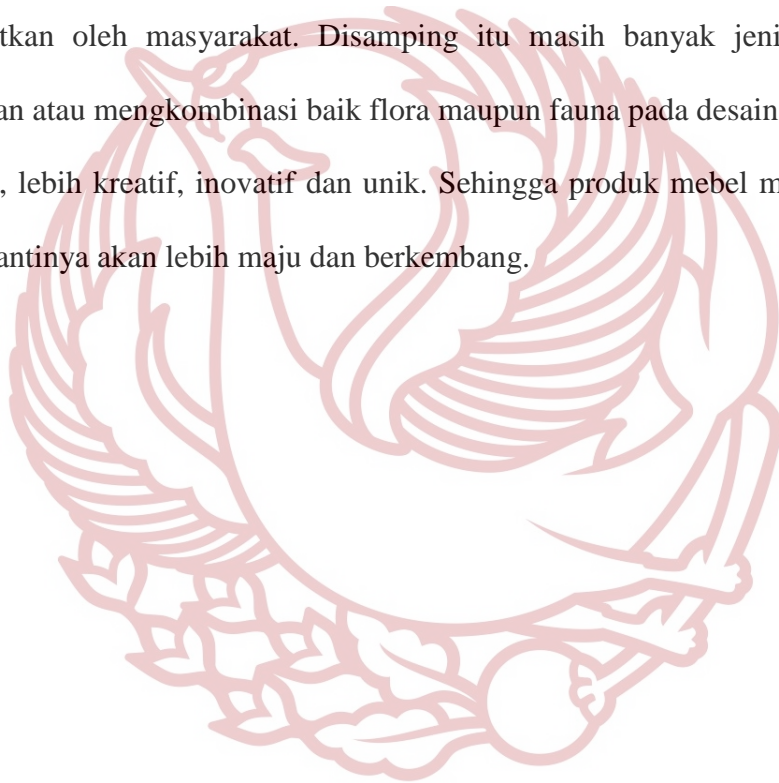 tkan oleh masyarakat. Disamping itu masih banyak jeni
an atau mengkombinasi baik flora maupun fauna pada desain
, lebih kreatif, inovatif dan unik. Sehingga produk mebel m
antinya akan lebih maju dan berkembang.